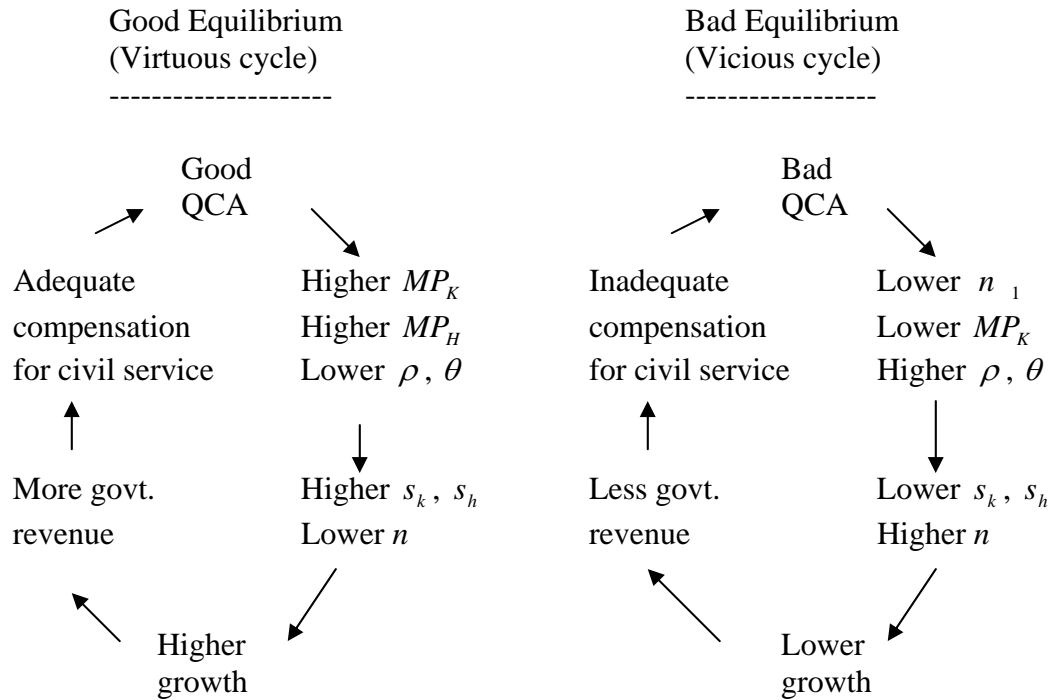 Good Equilibrium
(Virtuous cycle)
---------------------
Good
QCA
Adequate
compensation
for civil service
Higher MP_K
Higher MP_H
Lower ρ, θ
More govt.
revenue
Higher s_k, s_h
Lower n
Higher
growth
Bad Equilibrium
(Vicious cycle)
------------------
Bad
QCA
Inadequate
compensation
for civil service
Lower n_1
Lower MP_K
Higher ρ, θ
Less govt.
revenue
Lower s_k, s_h
Higher n
Lower
growth